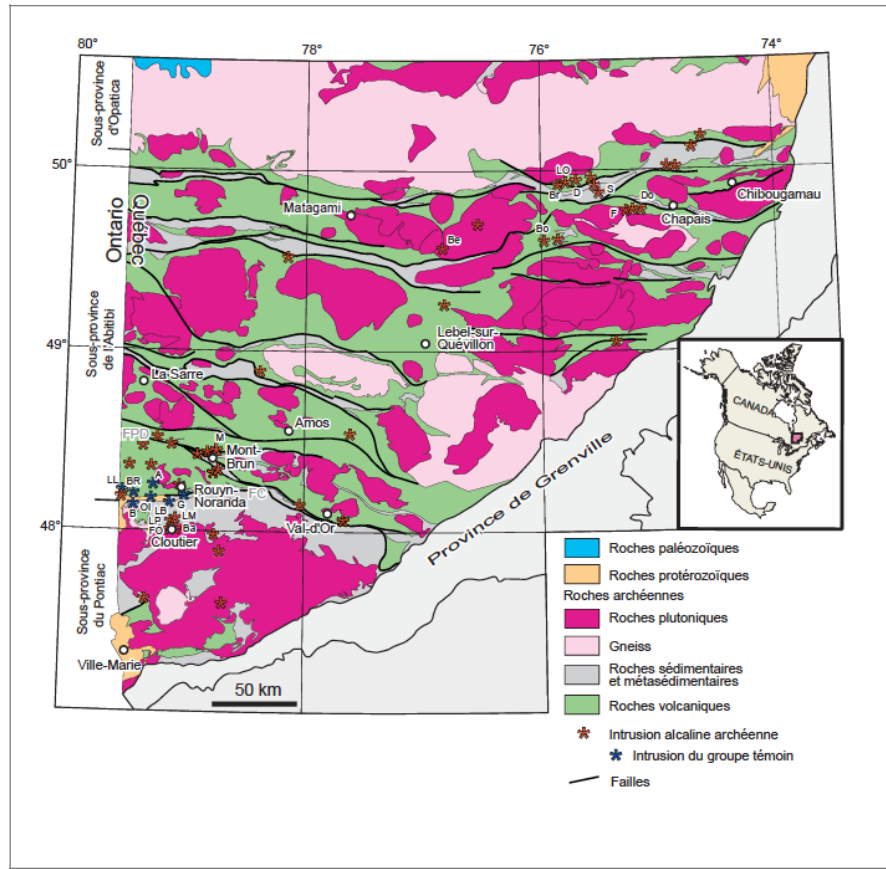 80°
78°
76°
74°
Sous-province
d'Opatica
50°
LO
Br
D
S
Do
F
Chibougamau
Chapais
Matagami
Ontario
Québec
Be
Bo
Sous-province
de l'Abitibi
49°
Lebel-sur-
Quévillon
La Sarre
Amos
FPD
M
Mont-
Brun
A
LL
BR
Rouyn-
Noranda
FC
B
OI
LB
G
LP
LM
FO
Ba
48°
Cloutier
Val-d'Or
Province de Grenville
Sous-province
du Pontiac
Ville-Marie
50 km
CANADA
ÉTATS-UNIS
Roches paléozoïques
Roches protérozoïques
Roches archéennes
Roches plutoniques
Gneiss
Roches sédimentaires
et métasédimentaires
Roches volcaniques
Intrusion alcaline archéenne
Intrusion du groupe témoin
Failles